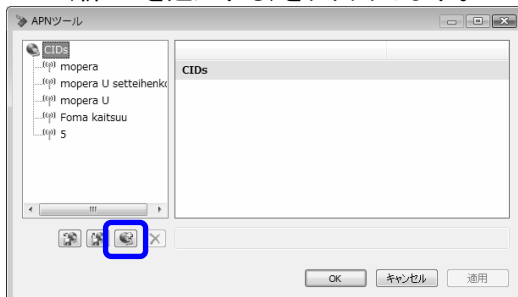 APNツール
CIDs
mopera
mopera U setteihenko
mopera U
Foma kaitsuu
5
CIDs
OK
キャンセル
適用